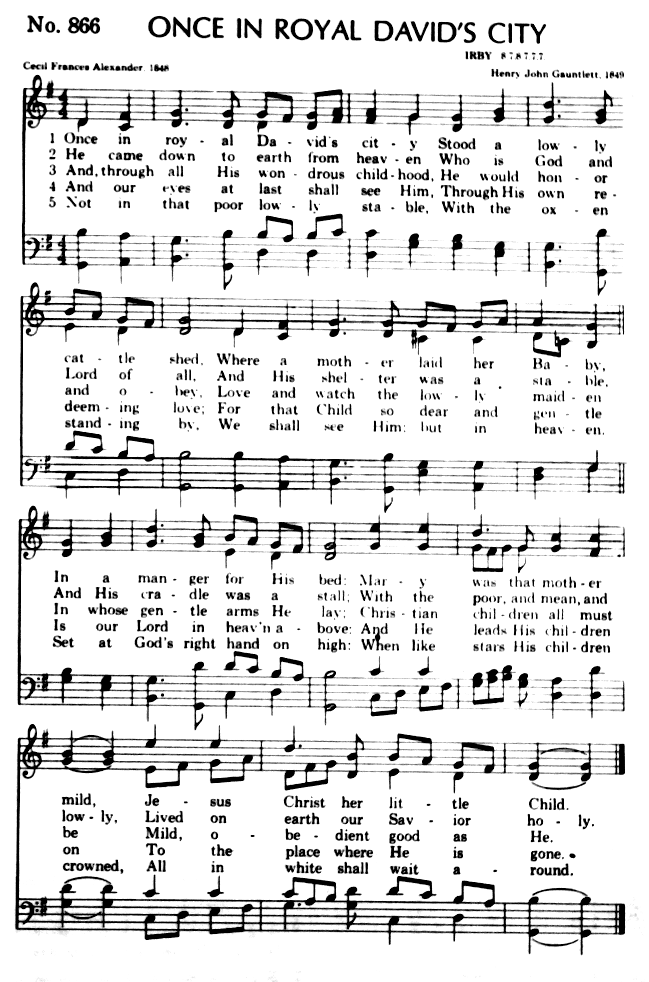 No. 866 ONCE IN ROYAL DAVID'S CITY
IRBY 8 7 8 7 7 7
Cecil Frances Alexander, 1848 Henry John Gauntlett, 1849
1 Once in roy - al Da - vid's cit - y Stood a low - ly
2 He came down to earth from heav - en Who is God and
3 And, through all His won - drous child - hood, He would hon - or
4 And our eyes at last shall see Him, Through His own re -
5 Not in that poor low - ly sta - ble, With the ox - en
cat - tle shed, Where a moth - er laid her Ba - by,
Lord of all, And His shel - ter was a sta - ble,
and o - bey, Love and watch the low - ly maid - en
deem - ing love; For that Child so dear and gen - tle
stand - ing by, We shall see Him; but in heav - en.
In a man - ger for His bed; Mar - y was that moth - er
And His cra - dle was a stall; With the poor, and mean, and
In whose gen - tle arms He lay; Chris - tian chil - dren all must
Is our Lord in heav'n a - bove: And He leads His chil - dren
Set at God's right hand on high: When like stars His chil - dren
mild, Je - sus Christ her lit - tle Child.
low - ly, Lived on earth our Sav - ior ho - ly.
be Mild, o - be - dient good as He.
on To the place where He is gone.
crowned, All in white shall wait a - round.